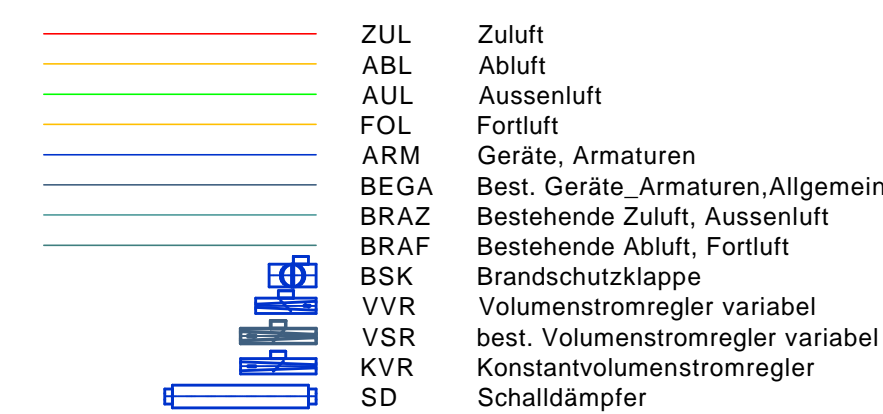 ZUL Zuluft
ABL Abluft
AUL Aussenluft
FOL Fortluft
ARM Geräte, Armaturen
BEGA Best. Geräte_Armaturen,Allgemein
BRAZ Bestehende Zuluft, Aussenluft
BRAF Bestehende Abluft, Fortluft
BSK Brandschutzklappe
VVR Volumenstromregler variabel
VSR best. Volumenstromregler variabel
KVR Konstantvolumenstromregler
SD Schalldämpfer